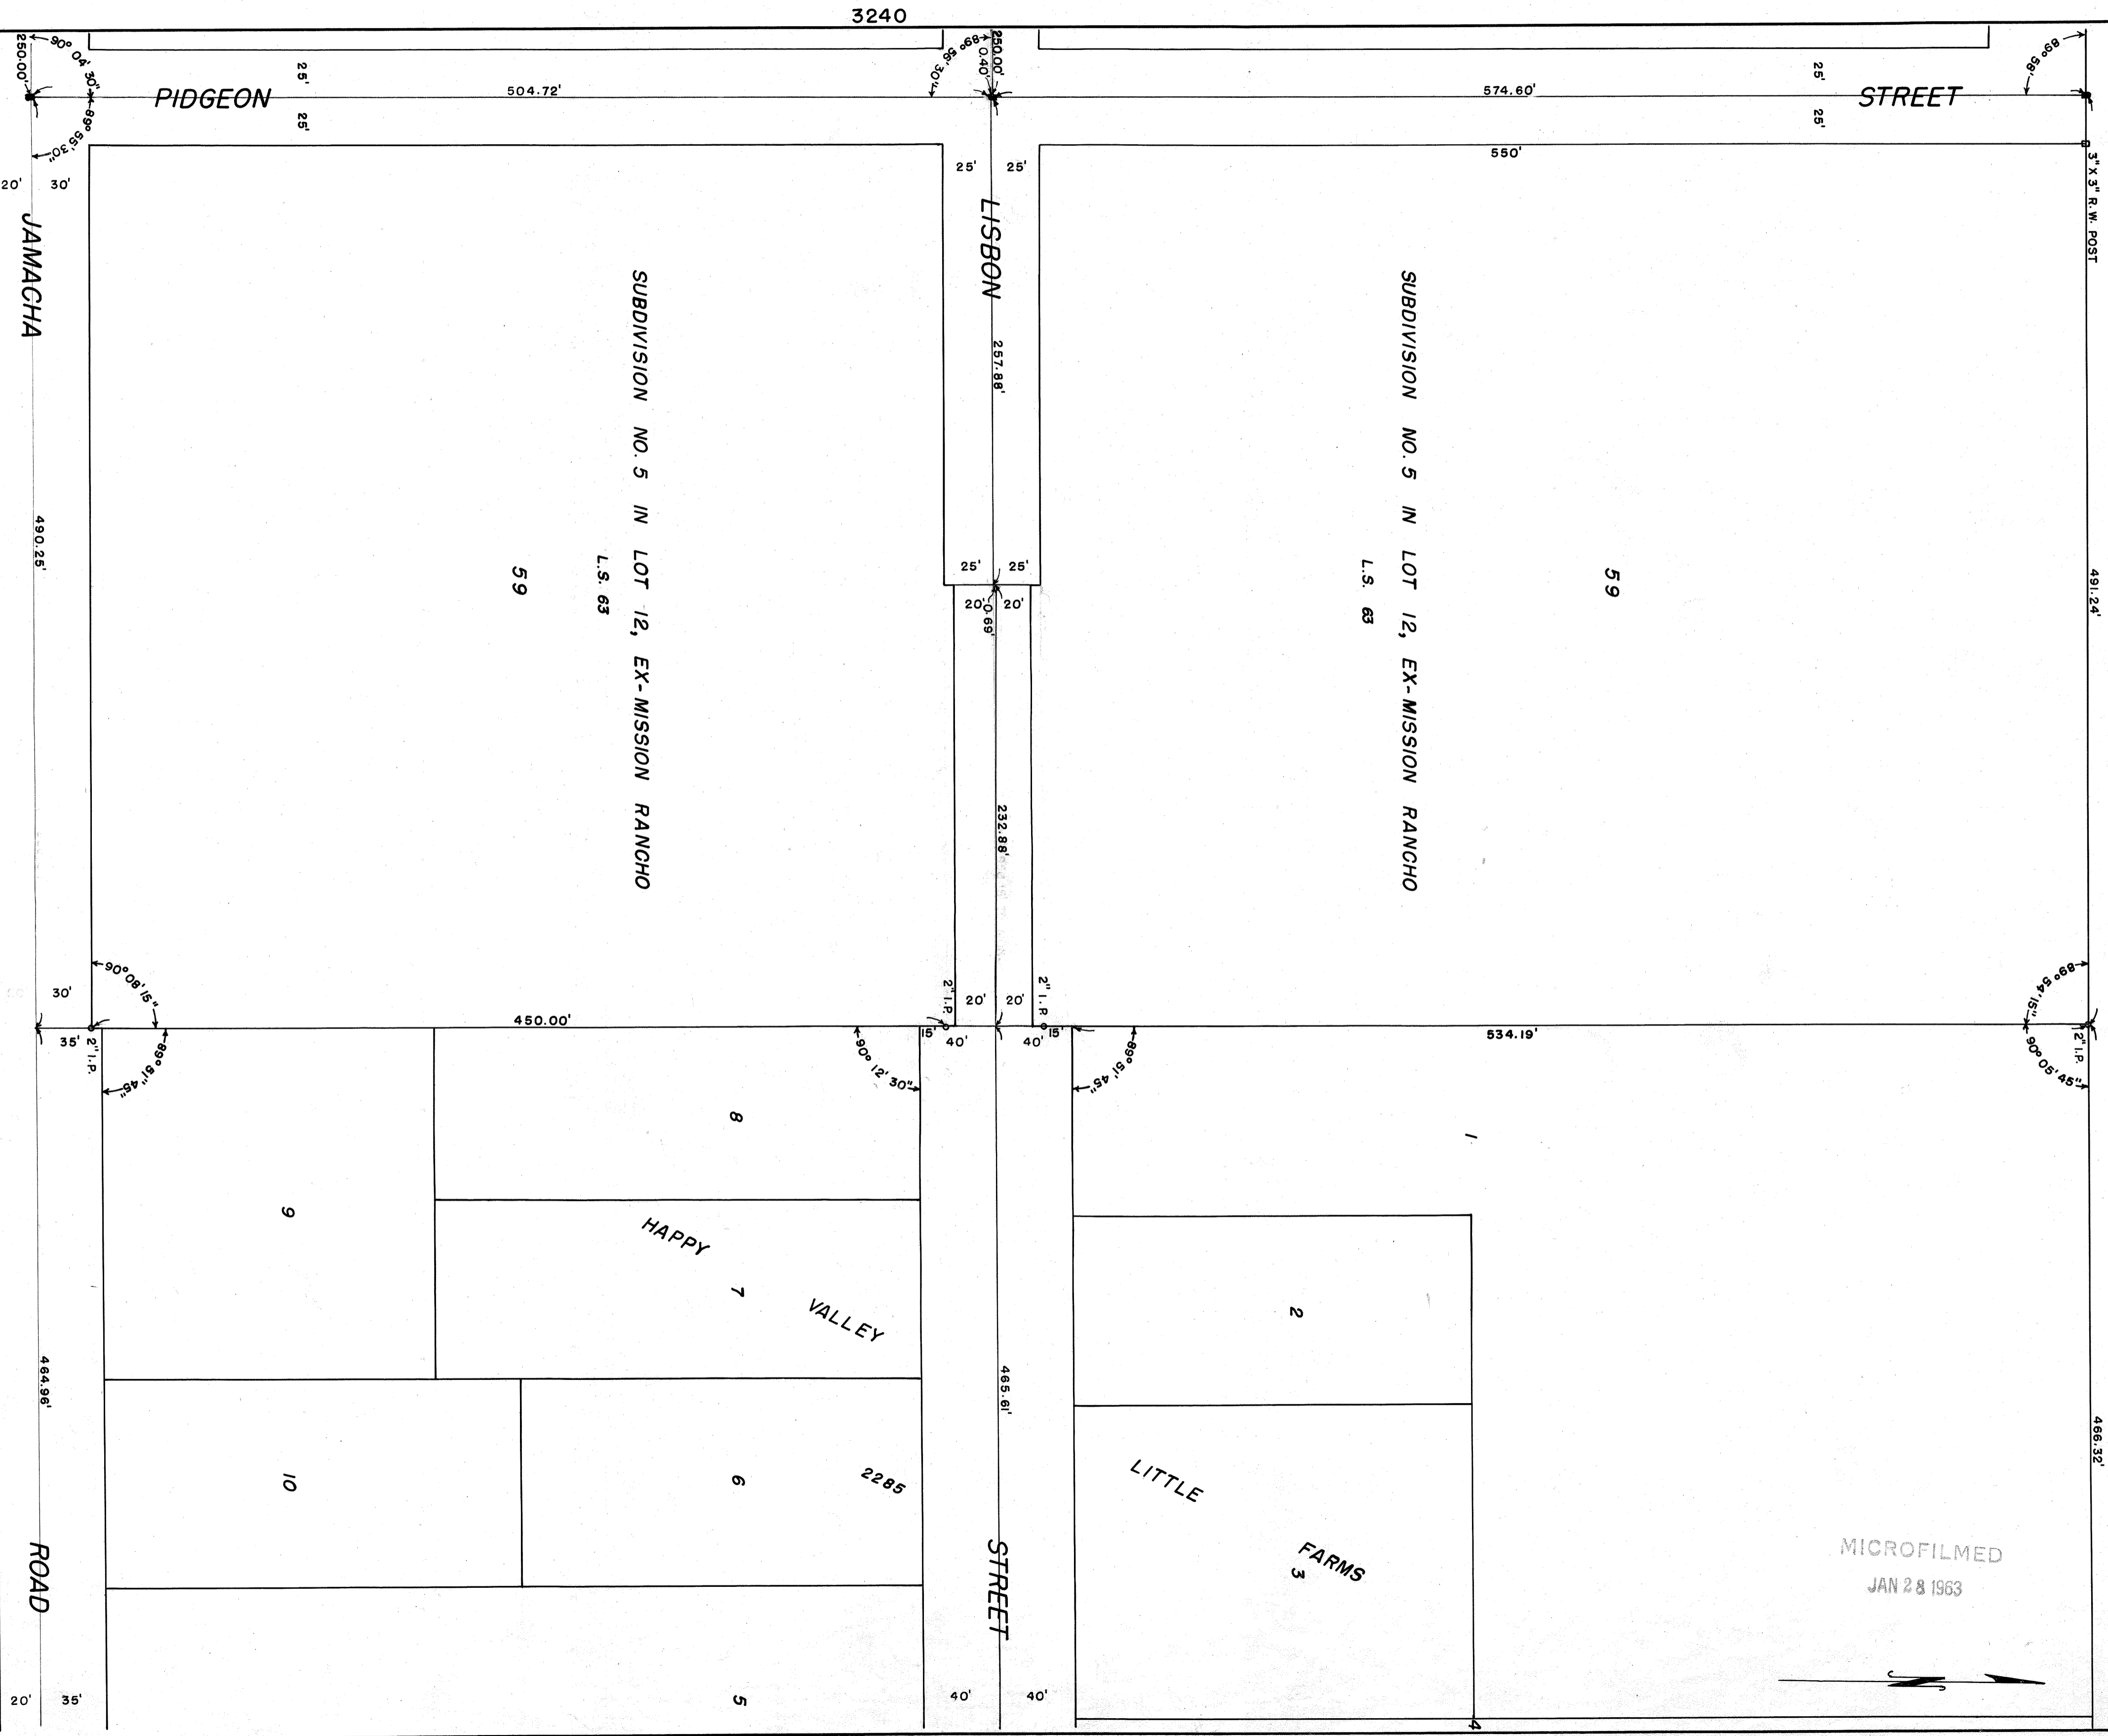 3240
250.00'
90° 04' 30"
89° 55' 30"
PIDGEON
25'
25'
504.72'
89° 56' 30"
0.40'
250.00'
574.60'
25'
25'
STREET
89° 58'
550'
3" X 3" R.W. POST
20'
30'
25'
25'
JAMACHA
LISBON
257.88'
SUBDIVISION NO. 5 IN LOT 12, EX-MISSION RANCHO
L.S. 63
59
SUBDIVISION NO. 5 IN LOT 12, EX-MISSION RANCHO
L.S. 63
59
490.25'
491.24'
25'
25'
20'
0.69'
20'
232.88'
30'
90° 08' 15"
2" I.P.
20'
20'
2" I.P.
89° 54' 15"
450.00'
15'
15'
534.19'
35'
2" I.P.
89° 51' 45"
90° 12' 30"
40'
40'
89° 51' 45"
2" I.P.
90° 05' 45"
8
1
9
HAPPY
7
VALLEY
2
464.96'
465.61'
466.32'
10
6
2285
LITTLE
FARMS
3
ROAD
STREET
MICROFILMED
JAN 28 1963
20'
35'
5
40'
40'
4